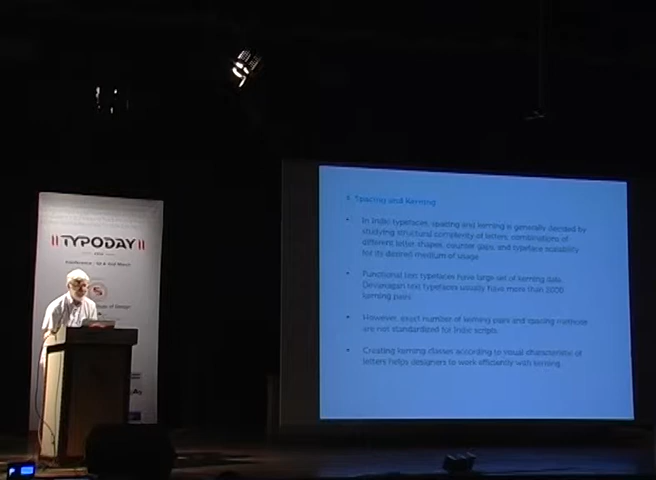 TYPODAY
Spacing and Kerning
• In Indic typefaces, spacing and kerning is generally decided by
studying structural complexity of letters, combinations of
different letter shapes, counter gaps, and typeface scalability
for its desired medium of usage.
• Functional text typefaces have large set of kerning data.
Devanagari text typefaces usually have more than 2000
kerning pairs.
• However, exact number of kerning pairs and spacing methods
are not standardized for Indic scripts.
• Creating kerning classes according to visual characteristic of
letters helps designers to work efficiently with kerning.